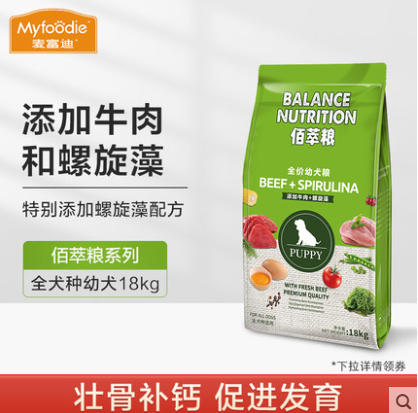 Myfoodie
麦富迪
添加牛肉
和螺旋藻
特别添加螺旋藻配方
佰萃粮系列
全犬种幼犬18kg
BALANCE
NUTRITION
佰萃粮
全价幼犬粮
BEEF+SPIRULINA
添加牛肉+螺旋藻
PUPPY
WITH FRESH BEEF
PREMIUM QUALITY
FOR ALL DOGS
全犬种适用
18kg
*下拉详情领券
壮骨补钙 促进发育